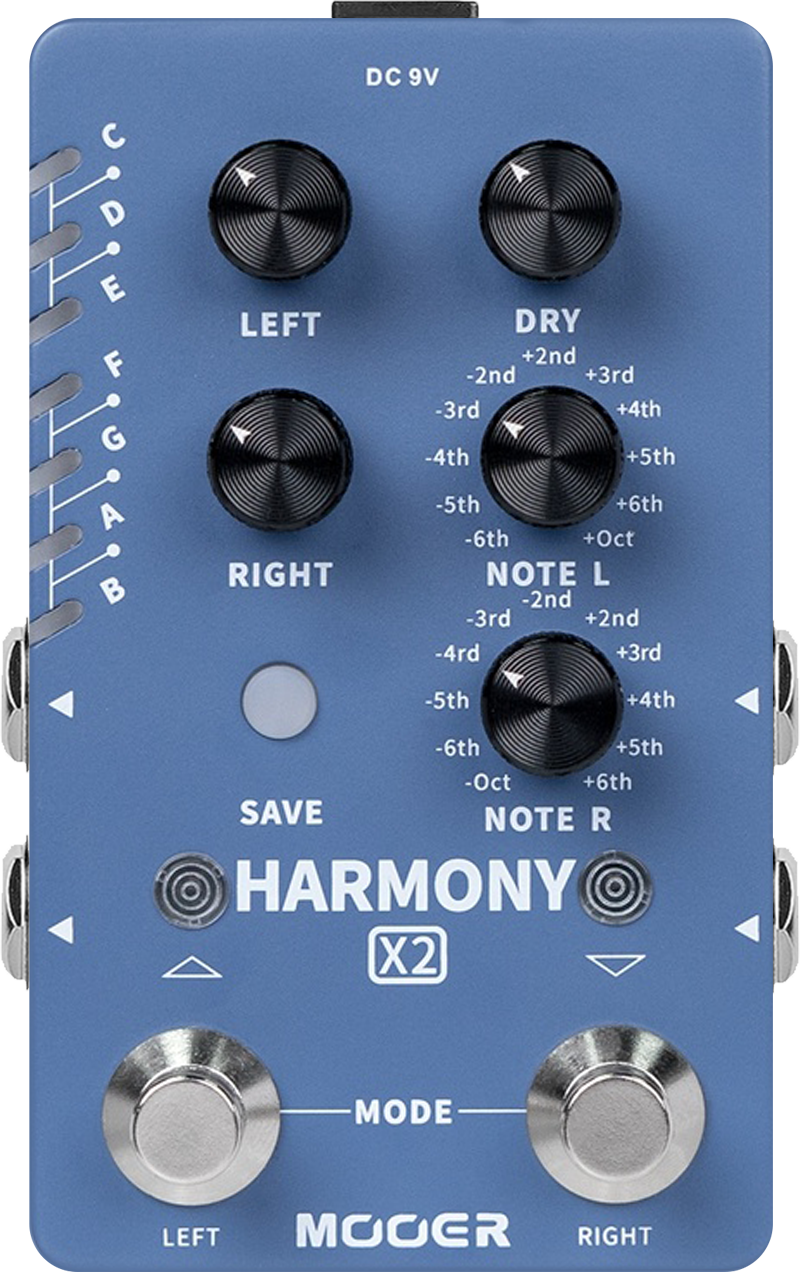 DC 9V
C
D
E
F
G
A
B
LEFT
DRY
RIGHT
-6th
-5th
-4th
-3rd
-2nd
+2nd
+3rd
+4th
+5th
+6th
+Oct
NOTE L
-Oct
-6th
-5th
-4rd
-3rd
-2nd
+2nd
+3rd
+4th
+5th
+6th
NOTE R
SAVE
HARMONY
X2
MODE
LEFT
MOOER
RIGHT